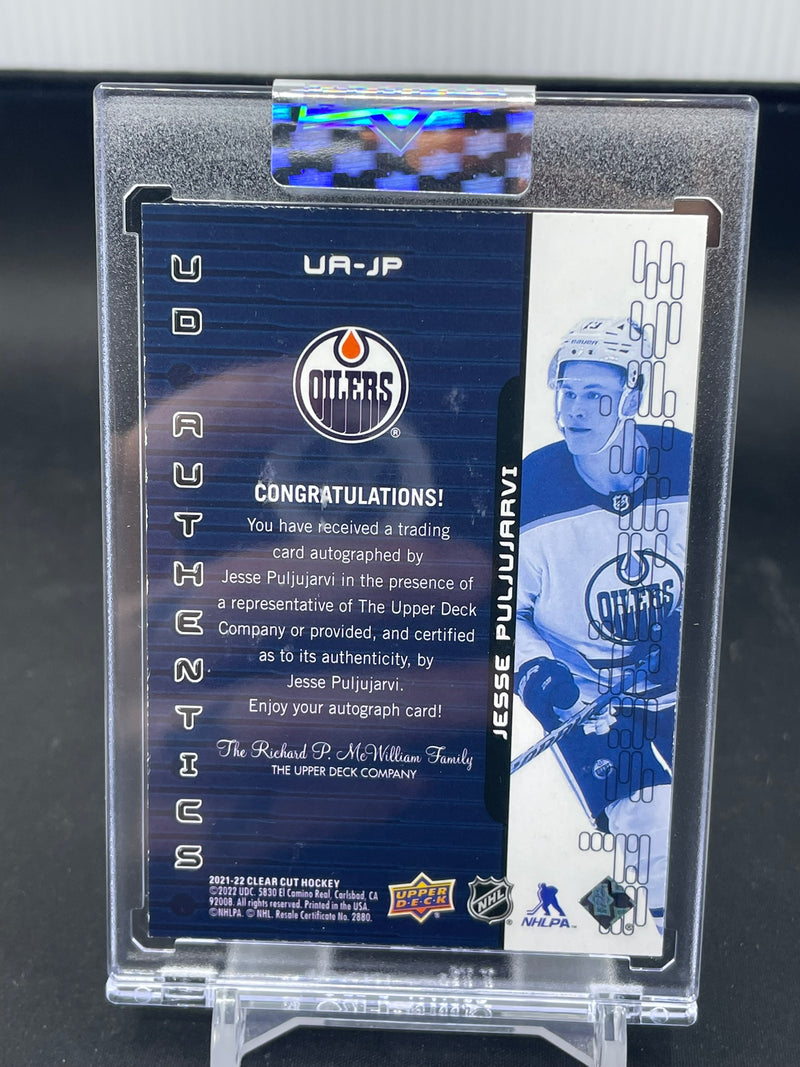 UA-JP
UD AUTHENTICS
OILERS
®
CONGRATULATIONS!
You have received a trading
card autographed by
Jesse Puljujarvi in the presence of
a representative of The Upper Deck
Company or provided, and certified
as to its authenticity, by
Jesse Puljujarvi.
Enjoy your autograph card!
The Richard P. McWilliam Family
THE UPPER DECK COMPANY
2021-22 CLEAR CUT HOCKEY
©2022 UDC. 5830 El Camino Real, Carlsbad, CA
92008. All rights reserved. Printed in the USA.
©NHLPA. © NHL. Resale Certificate No. 2880.
UPPER
D·E·C·K
NHL
®
NHLPA™
®
JESSE PULJUJARVI
13
A
BAUER
OILERS